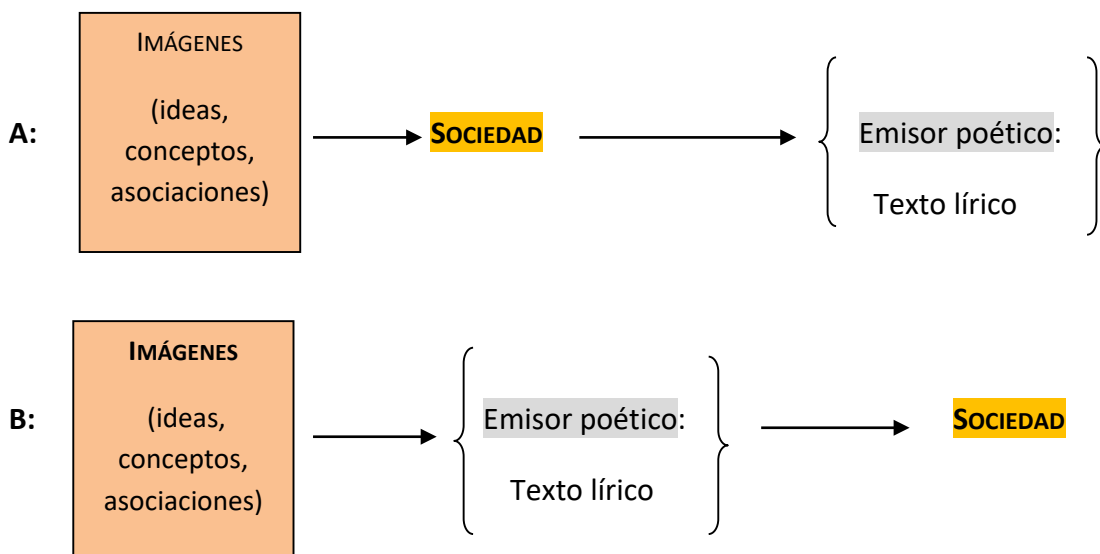 IMÁGENES
(ideas,
conceptos,
asociaciones)
A:
SOCIEDAD
Emisor poético:
Texto lírico
IMÁGENES
(ideas,
conceptos,
asociaciones)
B:
Emisor poético:
Texto lírico
SOCIEDAD